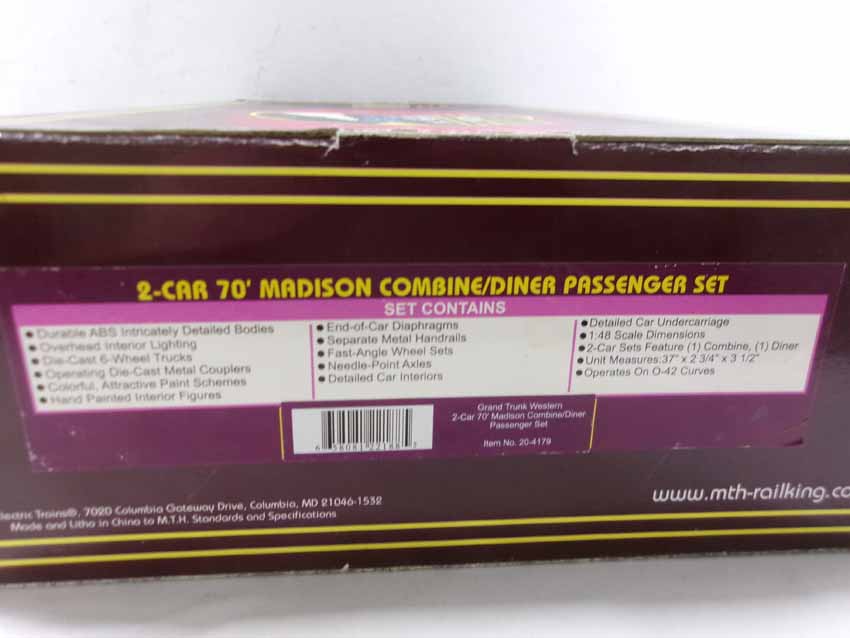 2-CAR 70' MADISON COMBINE/DINER PASSENGER SET
SET CONTAINS
• Durable ABS Intricately Detailed Bodies
• Overhead Interior Lighting
• Die-Cast 6-Wheel Trucks
• Operating Die-Cast Metal Couplers
• Colorful, Attractive Paint Schemes
• Hand Painted Interior Figures
• End-of-Car Diaphragms
• Separate Metal Handrails
• Fast-Angle Wheel Sets
• Needle-Point Axles
• Detailed Car Interiors
• Detailed Car Undercarriage
• 1:48 Scale Dimensions
• 2-Car Sets Feature (1) Combine, (1) Diner
• Unit Measures:37" x 2 3/4" x 3 1/2"
• Operates On O-42 Curves
Grand Trunk Western
2-Car 70' Madison Combine/Diner
Passenger Set
Item No. 20-4179
Trains®, 7020 Columbia Gateway Drive, Columbia, MD 21046-1532
Made and Litho in China to M.T.H. Standards and Specifications
www.mth-railking.co